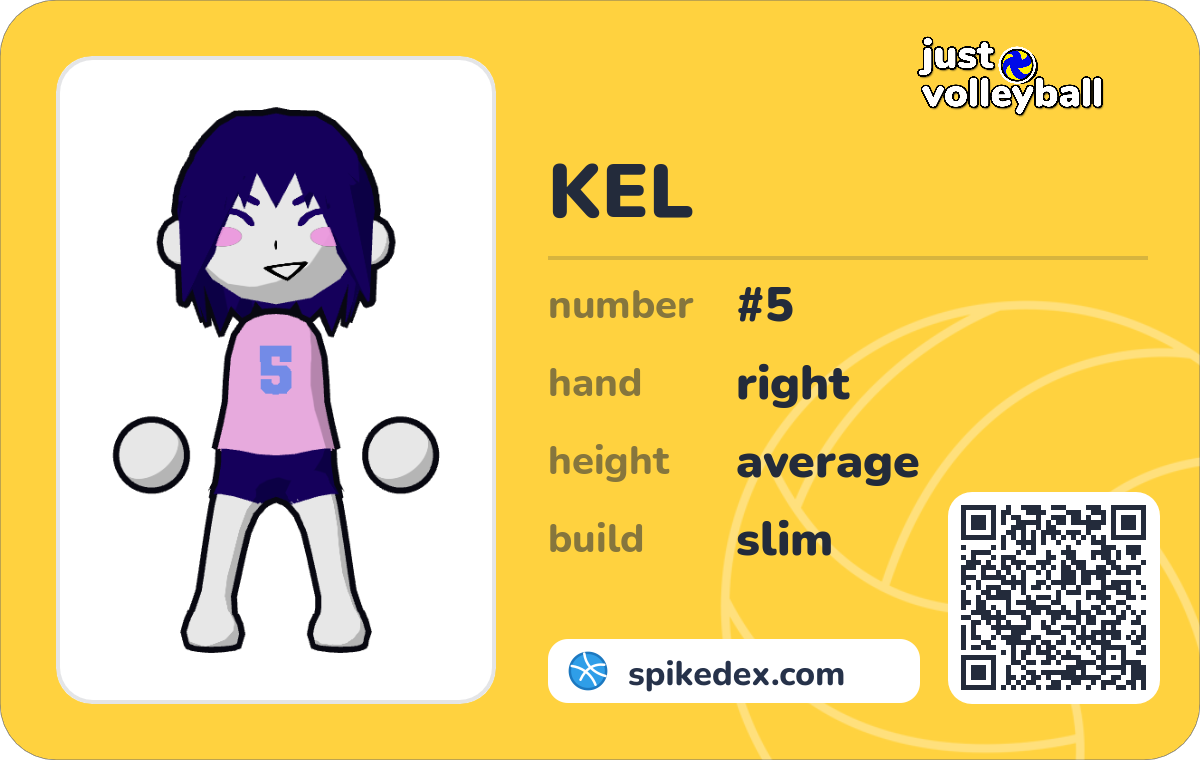 just
volleyball
KEL
5
number #5
hand right
height average
build slim
spikedex.com